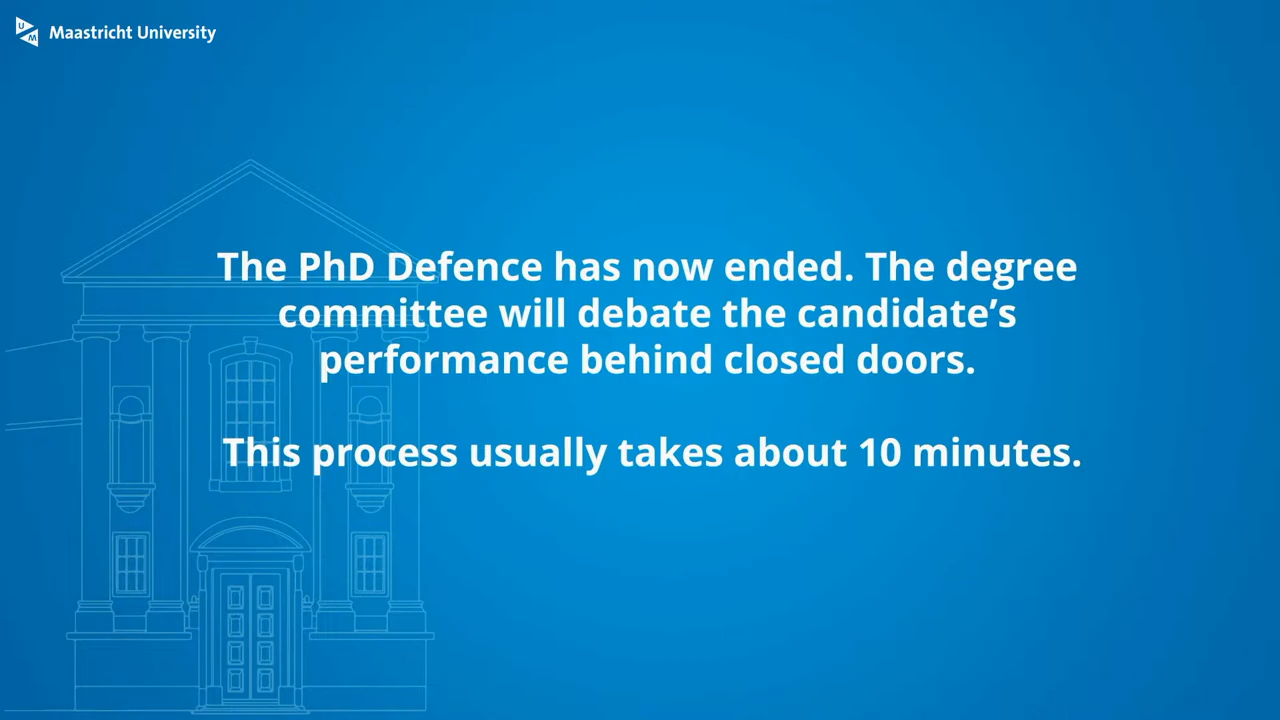 U
M
Maastricht University
The PhD Defence has now ended. The degree
committee will debate the candidate’s
performance behind closed doors.
This process usually takes about 10 minutes.